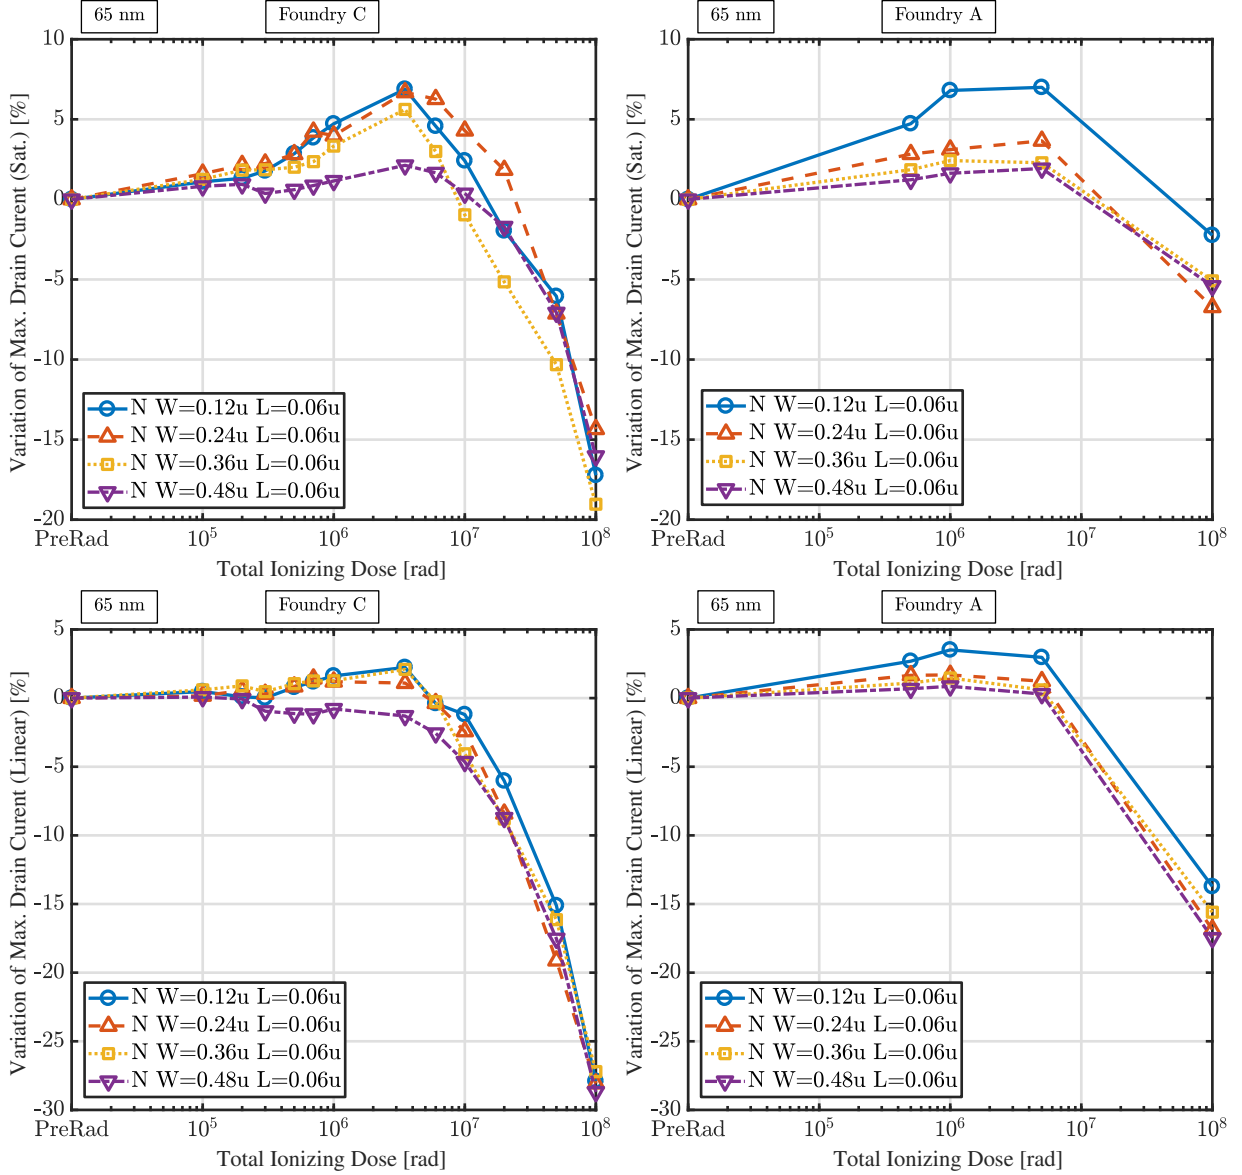 65 nm
Foundry C
Variation of Max. Drain Curent (Sat.) [%]
10
5
0
-5
-10
-15
-20
N W=0.12u L=0.06u
N W=0.24u L=0.06u
N W=0.36u L=0.06u
N W=0.48u L=0.06u
PreRad
10^5
10^6
10^7
10^8
Total Ionizing Dose [rad]
65 nm
Foundry A
Variation of Max. Drain Curent (Sat.) [%]
10
5
0
-5
-10
-15
-20
N W=0.12u L=0.06u
N W=0.24u L=0.06u
N W=0.36u L=0.06u
N W=0.48u L=0.06u
PreRad
10^5
10^6
10^7
10^8
Total Ionizing Dose [rad]
65 nm
Foundry C
Variation of Max. Drain Curent (Linear) [%]
5
0
-5
-10
-15
-20
-25
-30
N W=0.12u L=0.06u
N W=0.24u L=0.06u
N W=0.36u L=0.06u
N W=0.48u L=0.06u
PreRad
10^5
10^6
10^7
10^8
Total Ionizing Dose [rad]
65 nm
Foundry A
Variation of Max. Drain Curent (Linear) [%]
5
0
-5
-10
-15
-20
-25
-30
N W=0.12u L=0.06u
N W=0.24u L=0.06u
N W=0.36u L=0.06u
N W=0.48u L=0.06u
PreRad
10^5
10^6
10^7
10^8
Total Ionizing Dose [rad]